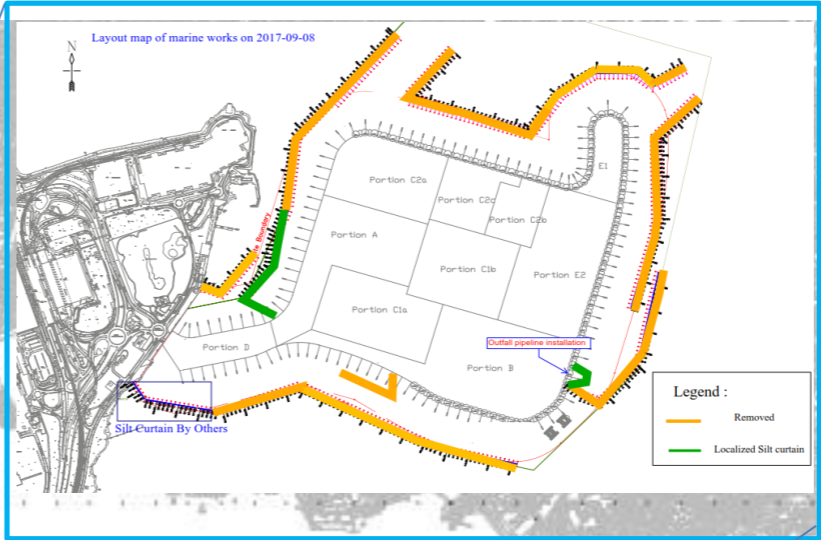 Layout map of marine works on 2017-09-08
N
E1
Portion C2a
Portion C2c
Portion C2b
Boundary
Portion A
Portion C1b
Portion E2
Portion C1a
Outfall pipeline installation
Portion D
Portion B
Silt Curtain By Others
Legend :
Removed
Localized Silt curtain